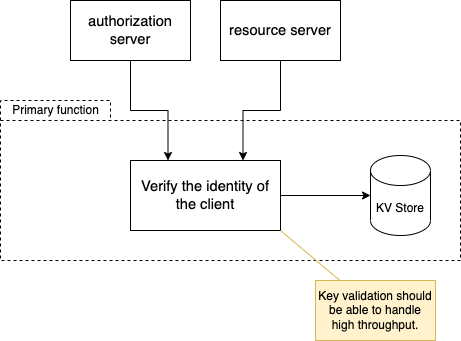 authorization
server
resource server
Primary function
Verify the identity of
the client
KV Store
Key validation should
be able to handle
high throughput.